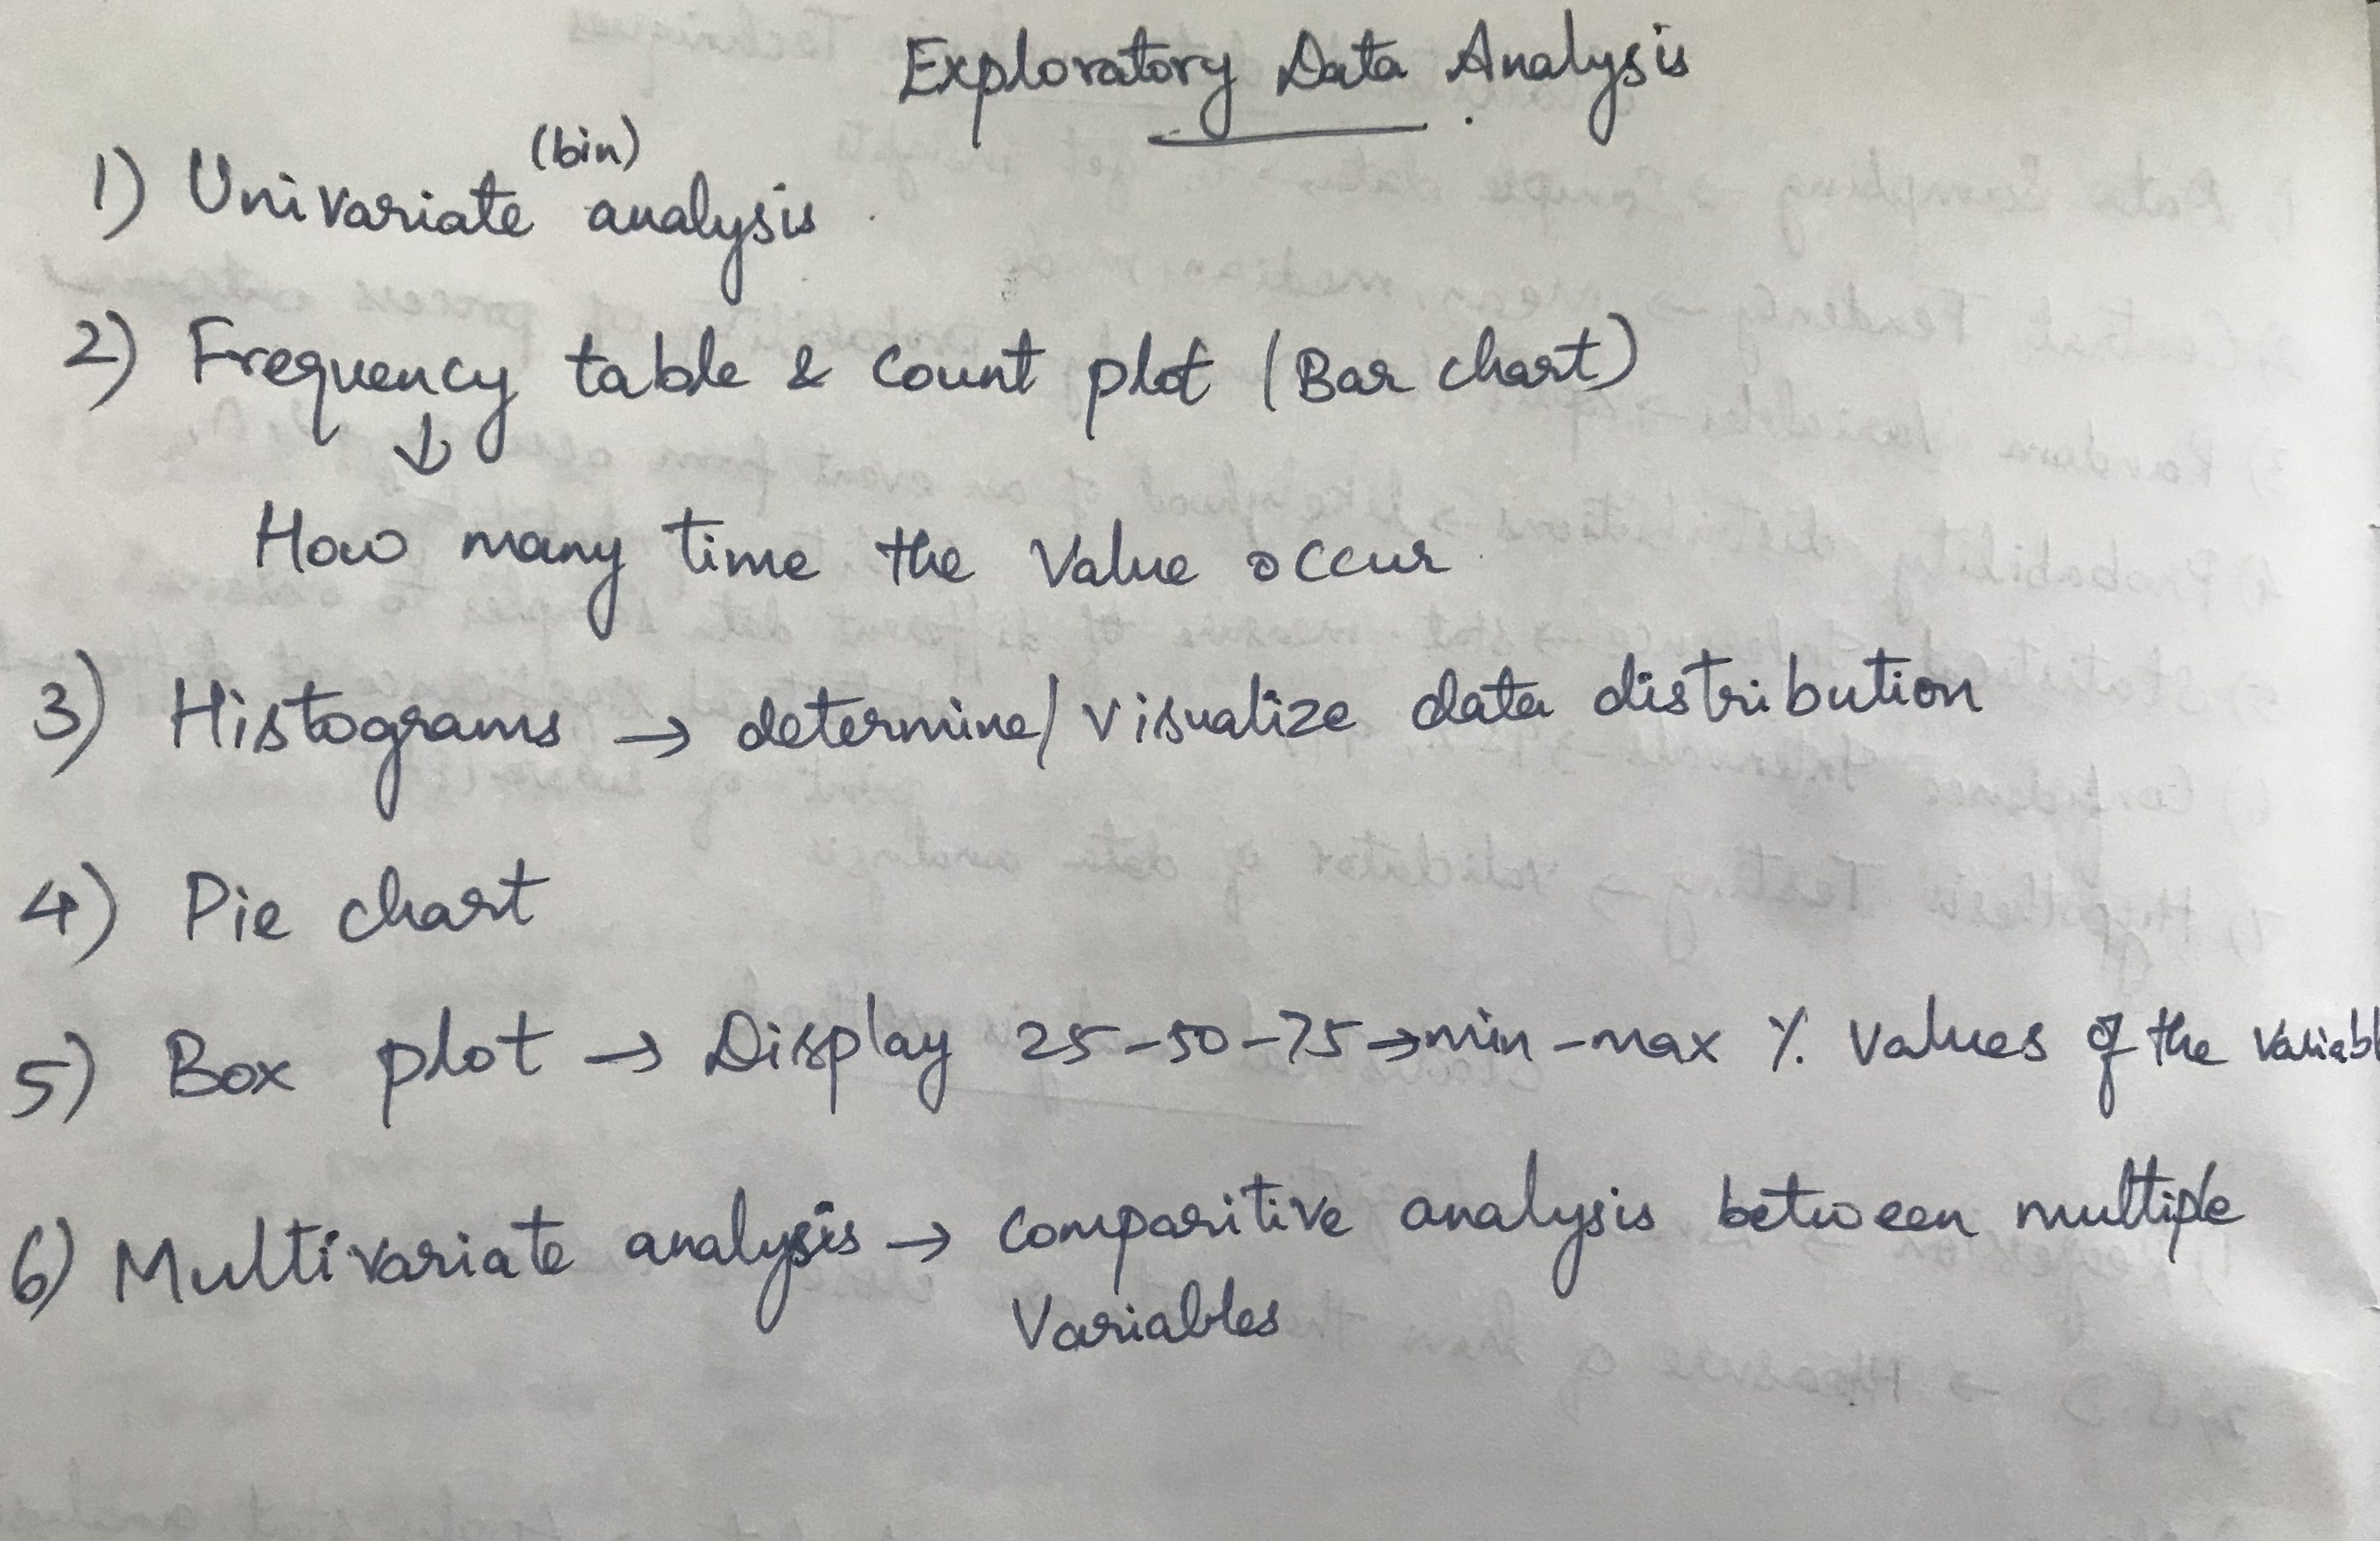 Exploratory Data Analysis
(bin)
1) Univariate analysis
2) Frequency table & count plot (Bar chart)
↓
How many time the value occur
3) Histograms → determine/visualize data distribution
4) Pie chart
5) Box plot → Display 25-50-75→min-max % values of the variabl
6) Multivariate analysis → comparitive analysis between multiple
variables